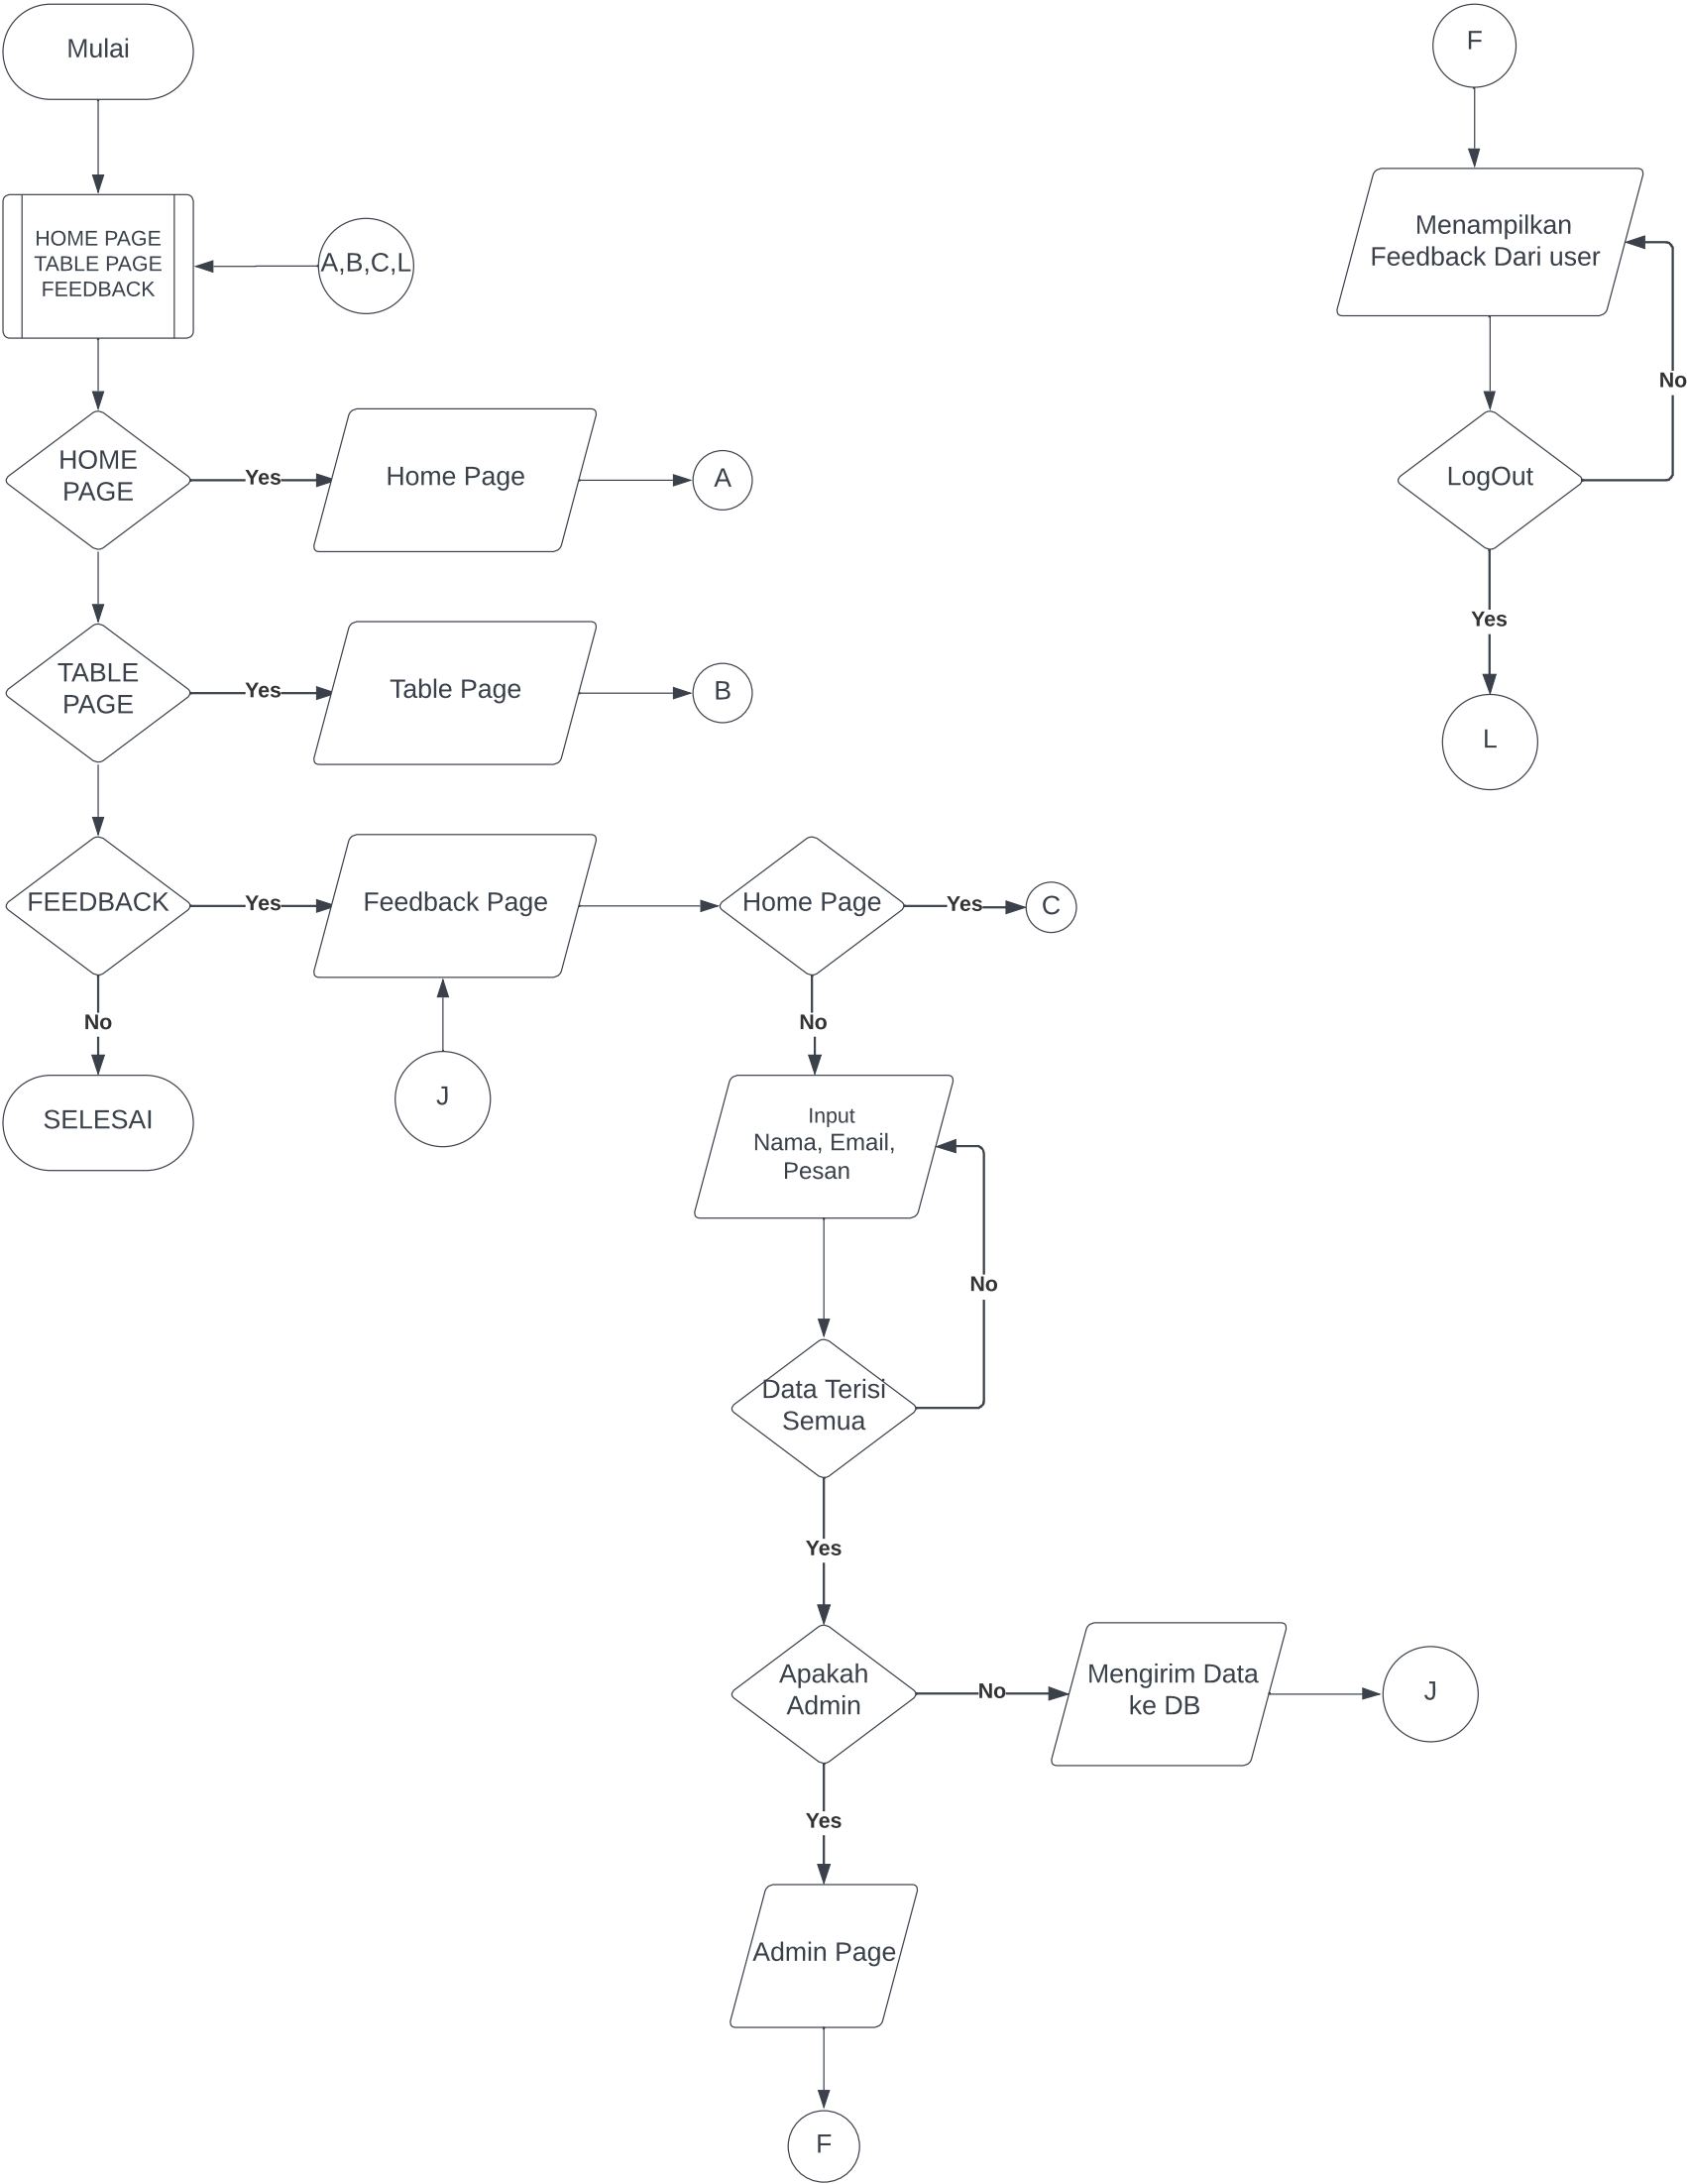 Mulai
HOME PAGE
TABLE PAGE
FEEDBACK
A,B,C,L
HOME
PAGE
Yes
Home Page
A
TABLE
PAGE
Yes
Table Page
B
FEEDBACK
Yes
Feedback Page
Home Page
Yes
C
No
SELESAI
J
No
Input
Nama, Email,
Pesan
No
Data Terisi
Semua
Yes
Apakah
Admin
No
Mengirim Data
ke DB
J
Yes
Admin Page
F
F
Menampilkan
Feedback Dari user
No
LogOut
Yes
L